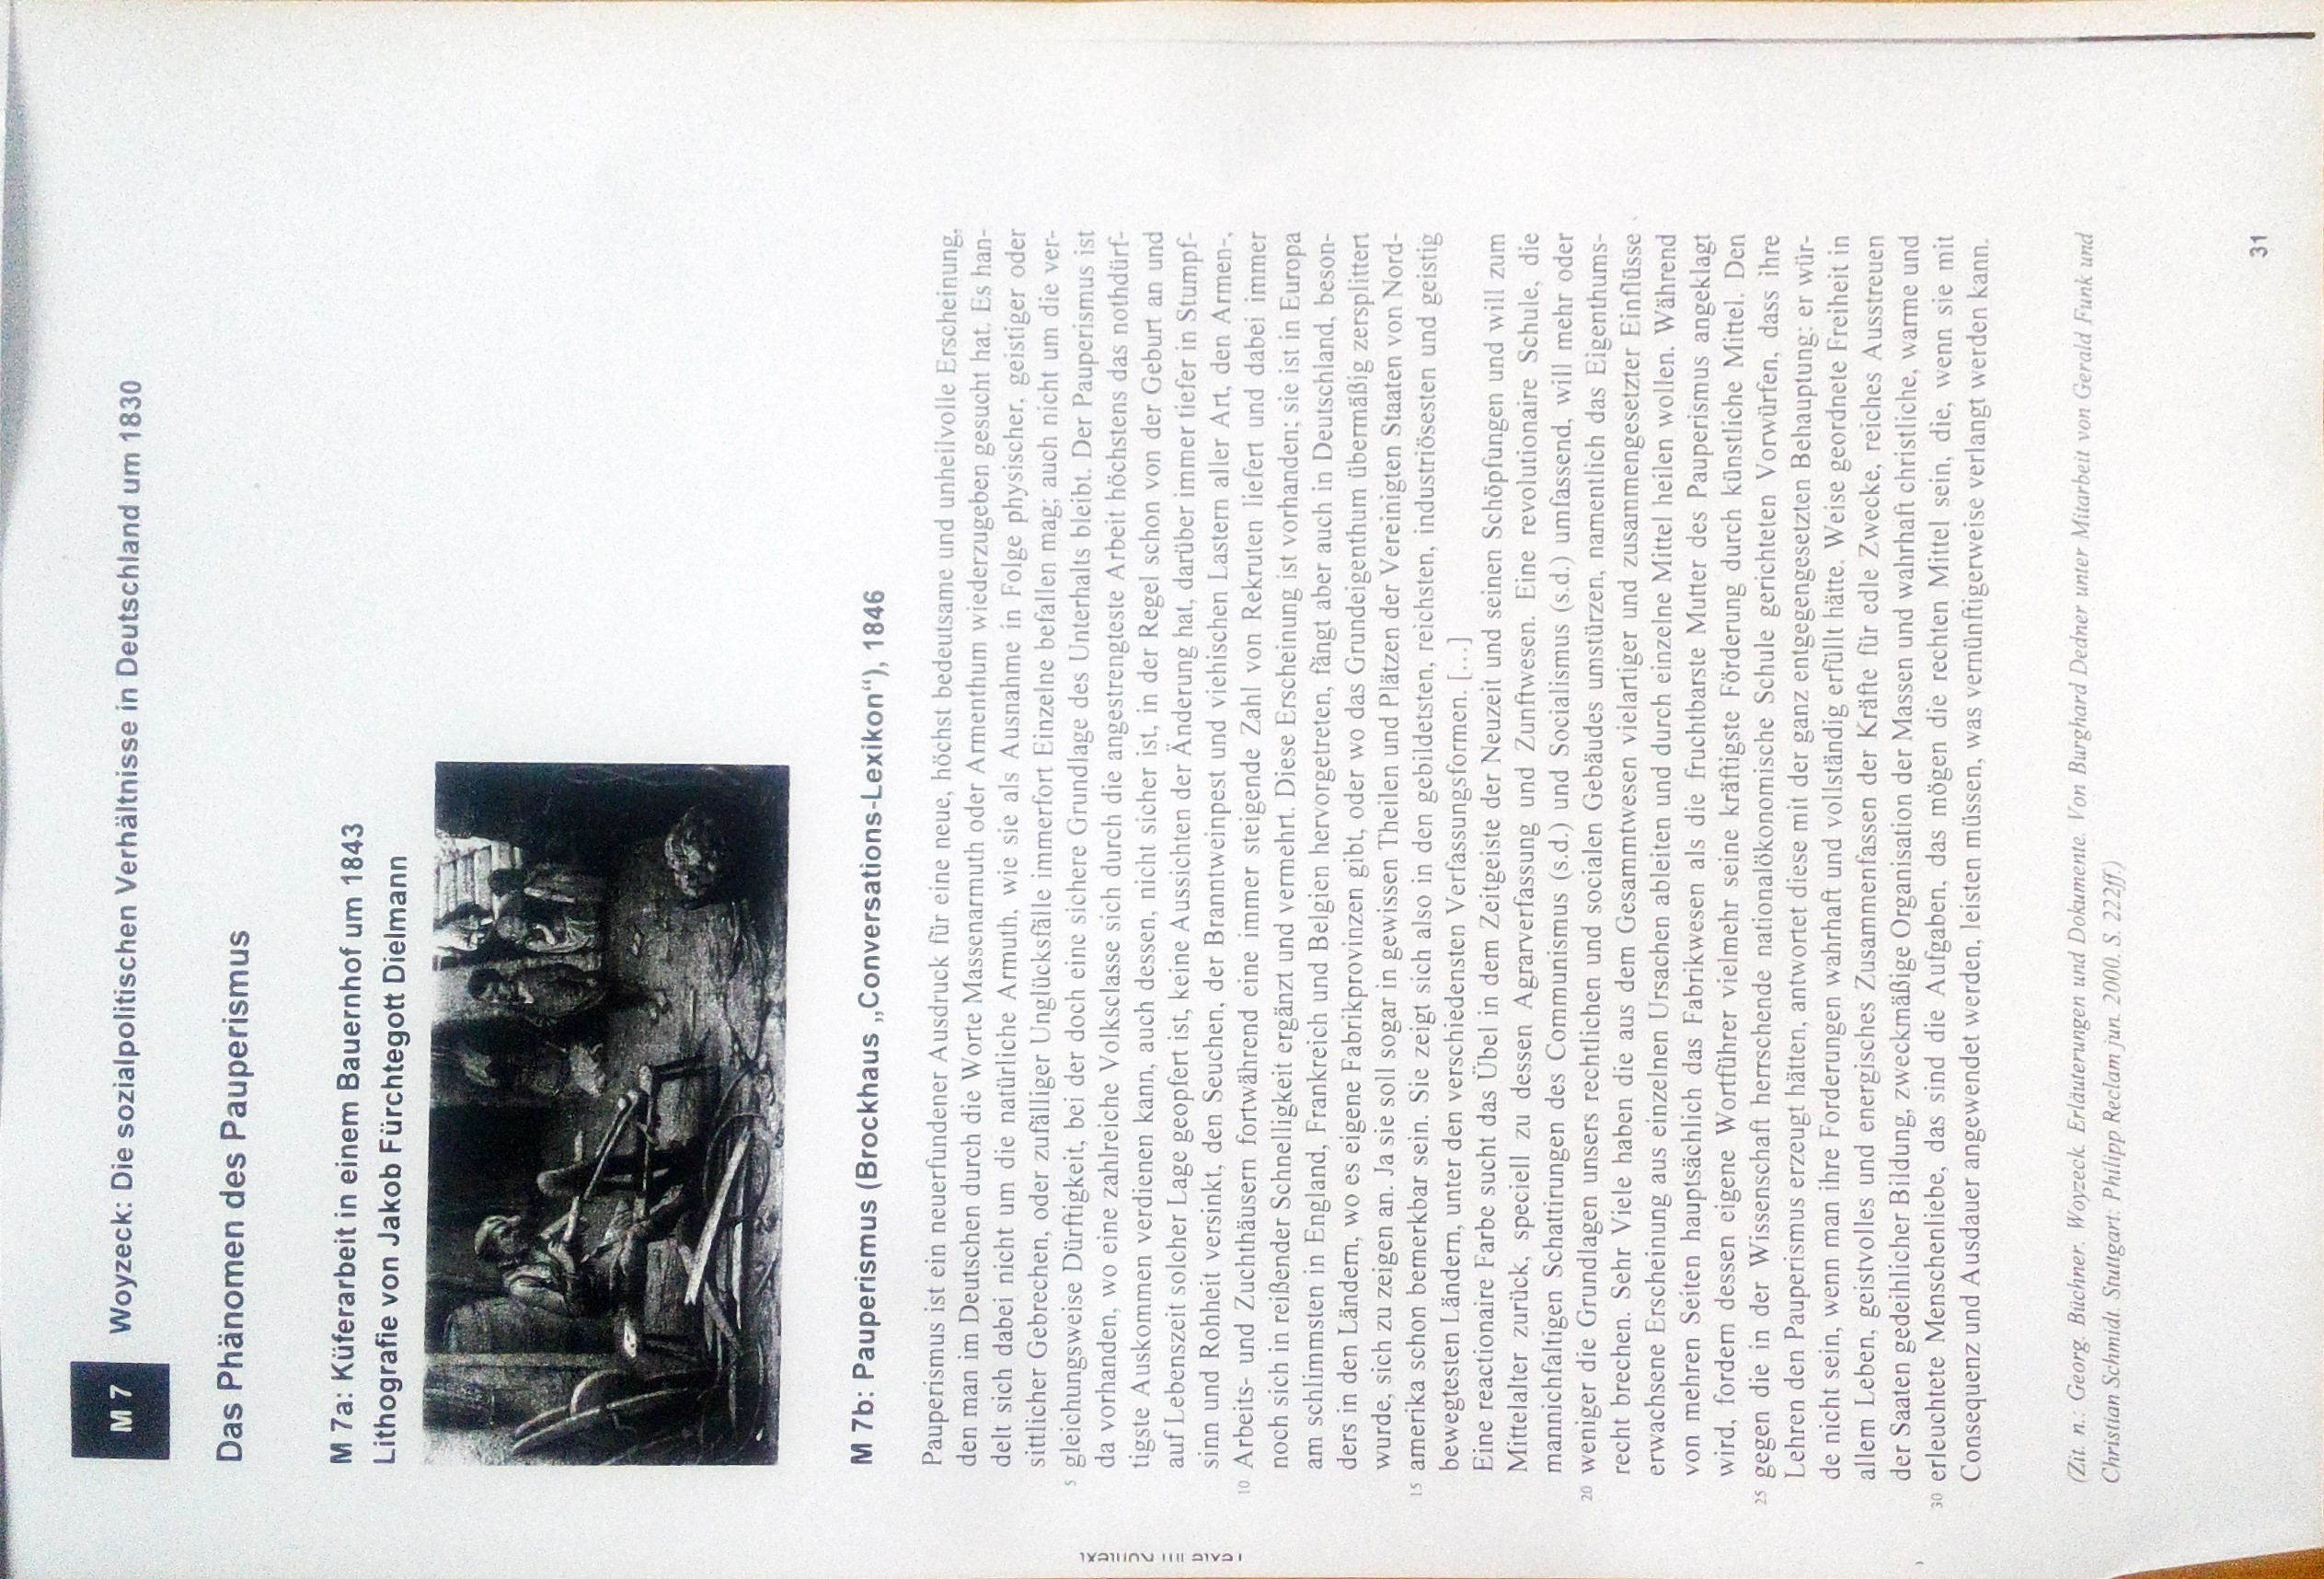 M 7
Woyzeck: Die sozialpolitischen Verhältnisse in Deutschland um 1830
Das Phänomen des Pauperismus
M 7a: Küferarbeit in einem Bauernhof um 1843
Lithografie von Jakob Fürchtegott Dielmann
M 7b: Pauperismus (Brockhaus „Conversations-Lexikon“), 1846
Pauperismus ist ein neuerfundener Ausdruck für eine neue, höchst bedeutsame und unheilvolle Erscheinung,
den man im Deutschen durch die Worte Massenarmuth oder Armenthum wiederzugeben gesucht hat. Es han-
delt sich dabei nicht um die natürliche Armuth, wie sie als Ausnahme in Folge physischer, geistiger oder
sittlicher Gebrechen, oder zufälliger Unglücksfälle immerfort Einzelne befallen mag; auch nicht um die ver-
5 gleichungsweise Dürftigkeit, bei der doch eine sichere Grundlage des Unterhalts bleibt. Der Pauperismus ist
da vorhanden, wo eine zahlreiche Volksclasse sich durch die angestrengteste Arbeit höchstens das nothdürf-
tigste Auskommen verdienen kann, auch dessen, nicht sicher ist, in der Regel schon von der Geburt an und
auf Lebenszeit solcher Lage geopfert ist, keine Aussichten der Änderung hat, darüber immer tiefer in Stumpf-
sinn und Rohheit versinkt, den Seuchen, der Branntweinpest und viehischen Lastern aller Art, den Armen-,
10 Arbeits- und Zuchthäusern fortwährend eine immer steigende Zahl von Rekruten liefert und dabei immer
noch sich in reißender Schnelligkeit ergänzt und vermehrt. Diese Erscheinung ist vorhanden; sie ist in Europa
am schlimmsten in England, Frankreich und Belgien hervorgetreten, fängt aber auch in Deutschland, beson-
ders in den Ländern, wo es eigene Fabrikprovinzen gibt, oder wo das Grundeigenthum übermäßig zersplittert
wurde, sich zu zeigen an. Ja sie soll sogar in gewissen Theilen und Plätzen der Vereinigten Staaten von Nord-
15 amerika schon bemerkbar sein. Sie zeigt sich also in den gebildetsten, reichsten, industriösesten und geistig
bewegtesten Ländern, unter den verschiedensten Verfassungsformen. [...]
Eine reactionaire Farbe sucht das Übel in dem Zeitgeiste der Neuzeit und seinen Schöpfungen und will zum
Mittelalter zurück, speciell zu dessen Agrarverfassung und Zunftwesen. Eine revolutionaire Schule, die
mannichfaltigen Schattirungen des Communismus (s.d.) und Socialismus (s.d.) umfassend, will mehr oder
20 weniger die Grundlagen unsers rechtlichen und socialen Gebäudes umstürzen, namentlich das Eigenthums-
recht brechen. Sehr Viele haben die aus dem Gesammtwesen vielartiger und zusammengesetzter Einflüsse
erwachsene Erscheinung aus einzelnen Ursachen ableiten und durch einzelne Mittel heilen wollen. Während
von mehren Seiten hauptsächlich das Fabrikwesen als die fruchtbarste Mutter des Pauperismus angeklagt
wird, fordern dessen eigene Wortführer vielmehr seine kräftigste Förderung durch künstliche Mittel. Den
25 gegen die in der Wissenschaft herrschende nationalökonomische Schule gerichteten Vorwürfen, dass ihre
Lehren den Pauperismus erzeugt hätten, antwortet diese mit der ganz entgegengesetzten Behauptung: er wür-
de nicht sein, wenn man ihre Forderungen wahrhaft und vollständig erfüllt hätte. Weise geordnete Freiheit in
allem Leben, geistvolles und energisches Zusammenfassen der Kräfte für edle Zwecke, reiches Ausstreuen
der Saaten gedeihlicher Bildung, zweckmäßige Organisation der Massen und wahrhaft christliche, warme und
30 erleuchtete Menschenliebe, das sind die Aufgaben, das mögen die rechten Mittel sein, die, wenn sie mit
Consequenz und Ausdauer angewendet werden, leisten müssen, was vernünftigerweise verlangt werden kann.
(Zit. n.: Georg. Büchner. Woyzeck. Erläuterungen und Dokumente. Von Burghard Dedner unter Mitarbeit von Gerald Funk und
Christian Schmidt. Stuttgart: Philipp Reclam jun. 2000. S. 222ff.)
31